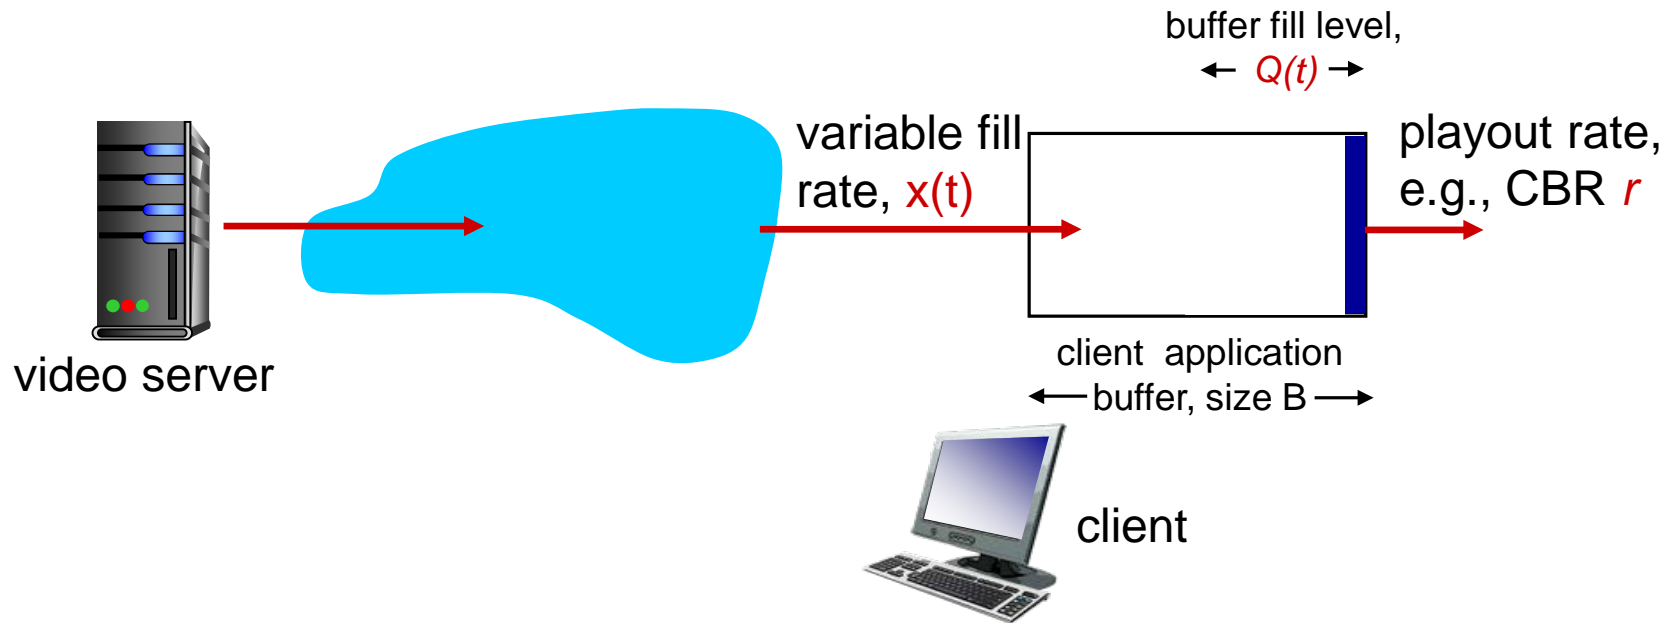 buffer fill level,
Q(t)
variable fill
rate, x(t)
playout rate,
e.g., CBR r
video server
client application
buffer, size B
client